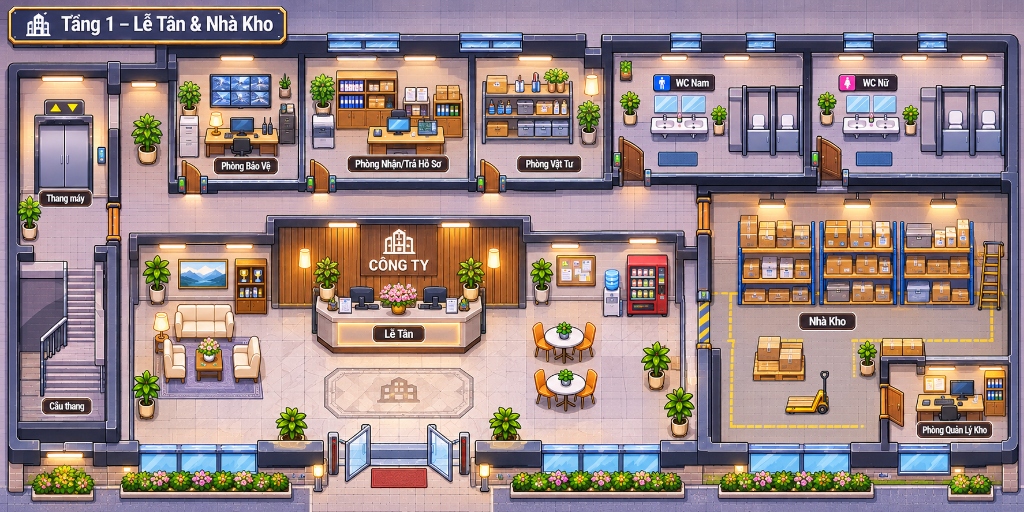 Tầng 1 – Lễ Tân & Nhà Kho
WC Nam
WC Nữ
Phòng Bảo Vệ
Phòng Nhận/Trả Hồ Sơ
Phòng Vật Tư
Thang máy
CÔNG TY
Lễ Tân
Nhà Kho
Cầu thang
Phòng Quản Lý Kho